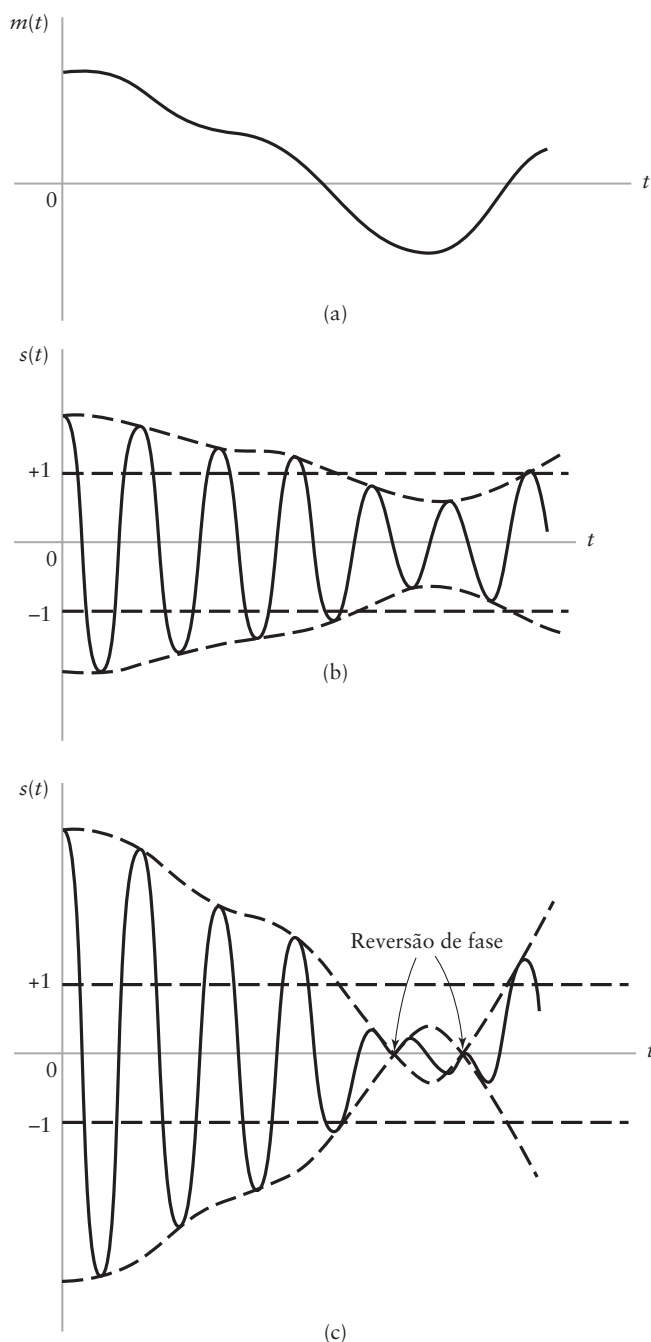 m(t)
t
0
(a)
s(t)
+1
t
0
–1
(b)
s(t)
Reversão de fase
+1
t
0
–1
(c)